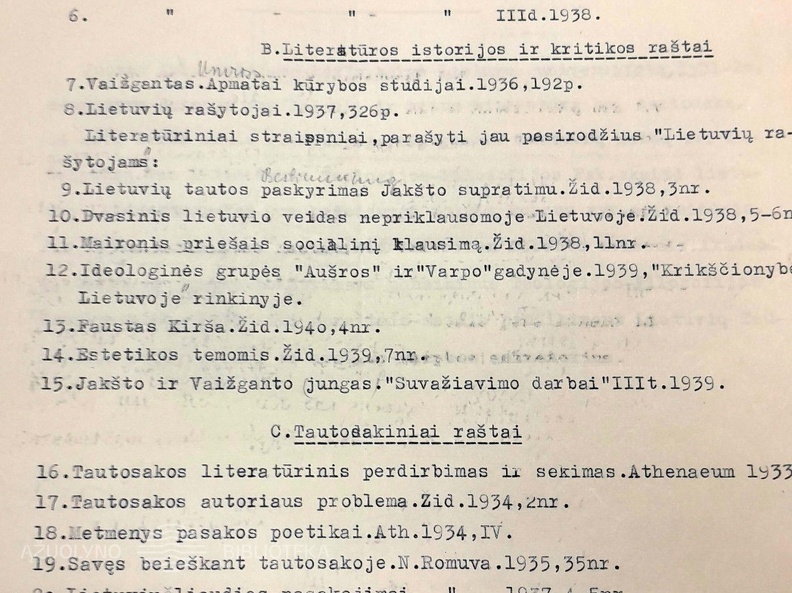 6. " - " - " IIId.1938.
B.Literatūros istorijos ir kritikos raštai
7.Vaižgantas.Apmatai kūrybos studijai.1936,192p.
8.Lietuvių rašytojai.1937,326p.
Literatūriniai straipsniai,parašyti jau pasirodžius "Lietuvių ra-
šytojams":
9.Lietuvių tautos paskyrimas Jakšto supratimu.Žid.1938,3nr.
10.Dvasinis lietuvio veidas nepriklausomoje Lietuvoje.Žid.1938,5-6n
11.Maironis priešais socialinį klausimą.Žid.1938,11nr.
12.Ideologinės grupės "Aušros" ir"Varpo"gadynėje.1939,"Krikščionybė
Lietuvoje" rinkinyje.
13.Faustas Kirša.Žid.194o,4nr.
14.Estetikos temomis.Žid.1939,7nr.
15.Jakšto ir Vaižganto jungas."Suvažiavimo darbai"IIIt.1939.
C.Tautosakiniai raštai
16.Tautosakos literatūrinis perdirbimas ir sekimas.Athenaeum 1933
17.Tautosakos autoriaus problema.Žid.1934,2nr.
18.Metmenys pasakos poetikai.Ath.1934,IV.
AZUOLYNO BIBLIOTEKA
19.Savęs beieškant tautosakoje.N.Romuva.1935,35nr.